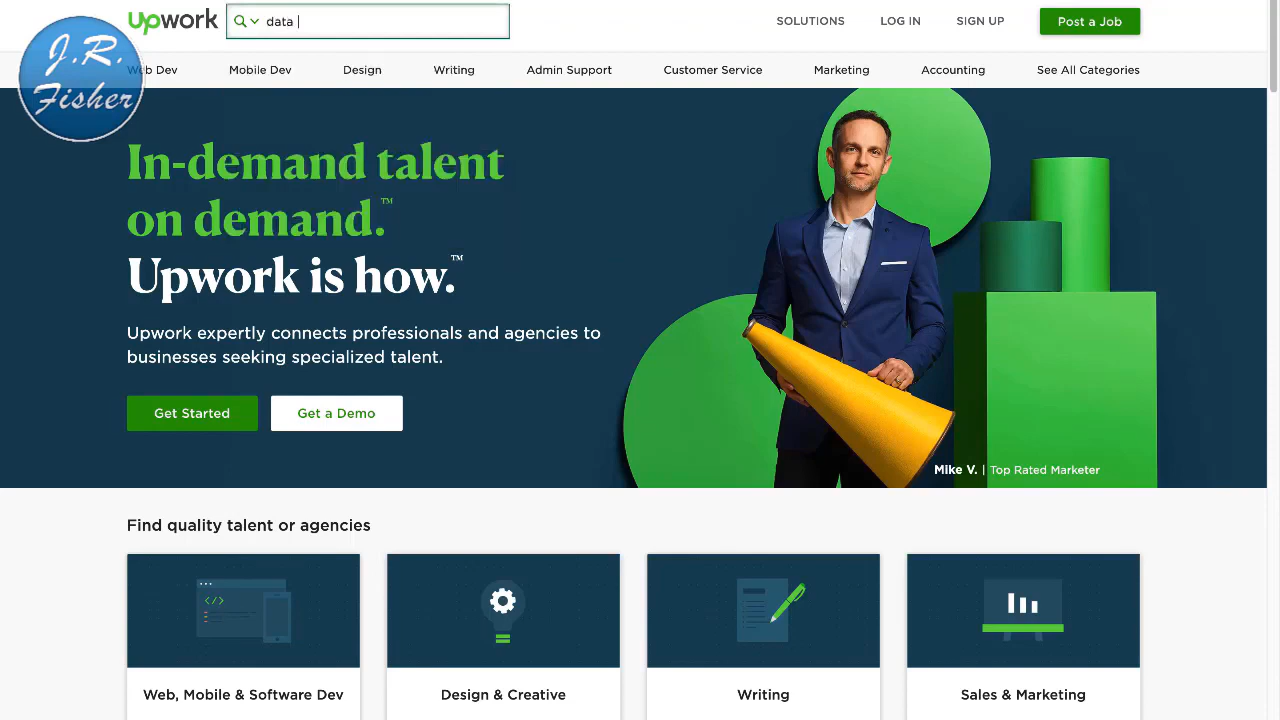 upwork
data
SOLUTIONS
LOG IN
SIGN UP
Post a Job
J.R.
Fisher
Web Dev
Mobile Dev
Design
Writing
Admin Support
Customer Service
Marketing
Accounting
See All Categories
In-demand talent
on demand.™
Upwork is how.™
Upwork expertly connects professionals and agencies to
businesses seeking specialized talent.
Get Started
Get a Demo
Mike V. | Top Rated Marketer
Find quality talent or agencies
</>
Web, Mobile & Software Dev
Design & Creative
Writing
Sales & Marketing